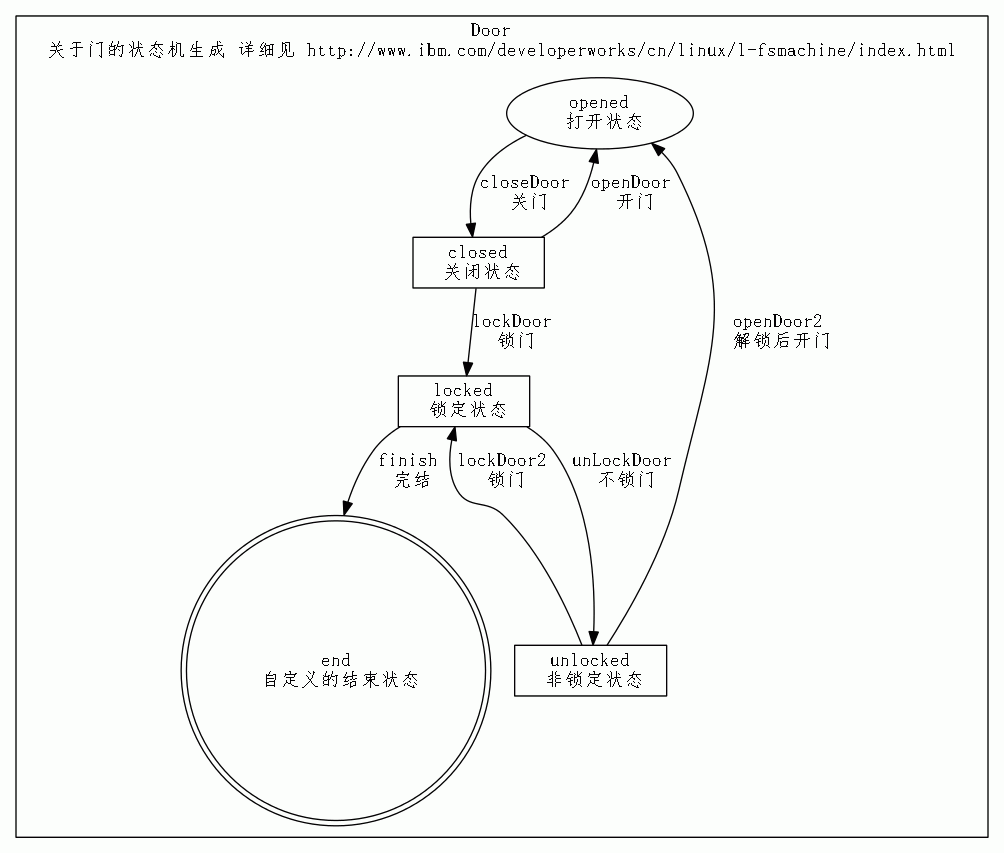 Door
关于门的状态机生成 详细见 http://www.ibm.com/developerworks/cn/linux/l-fsmachine/index.html
opened
打开状态
closeDoor
关门
openDoor
开门
closed
关闭状态
lockDoor
锁门
openDoor2
解锁后开门
locked
锁定状态
finish
完结
lockDoor2
锁门
unLockDoor
不锁门
end
自定义的结束状态
unlocked
非锁定状态